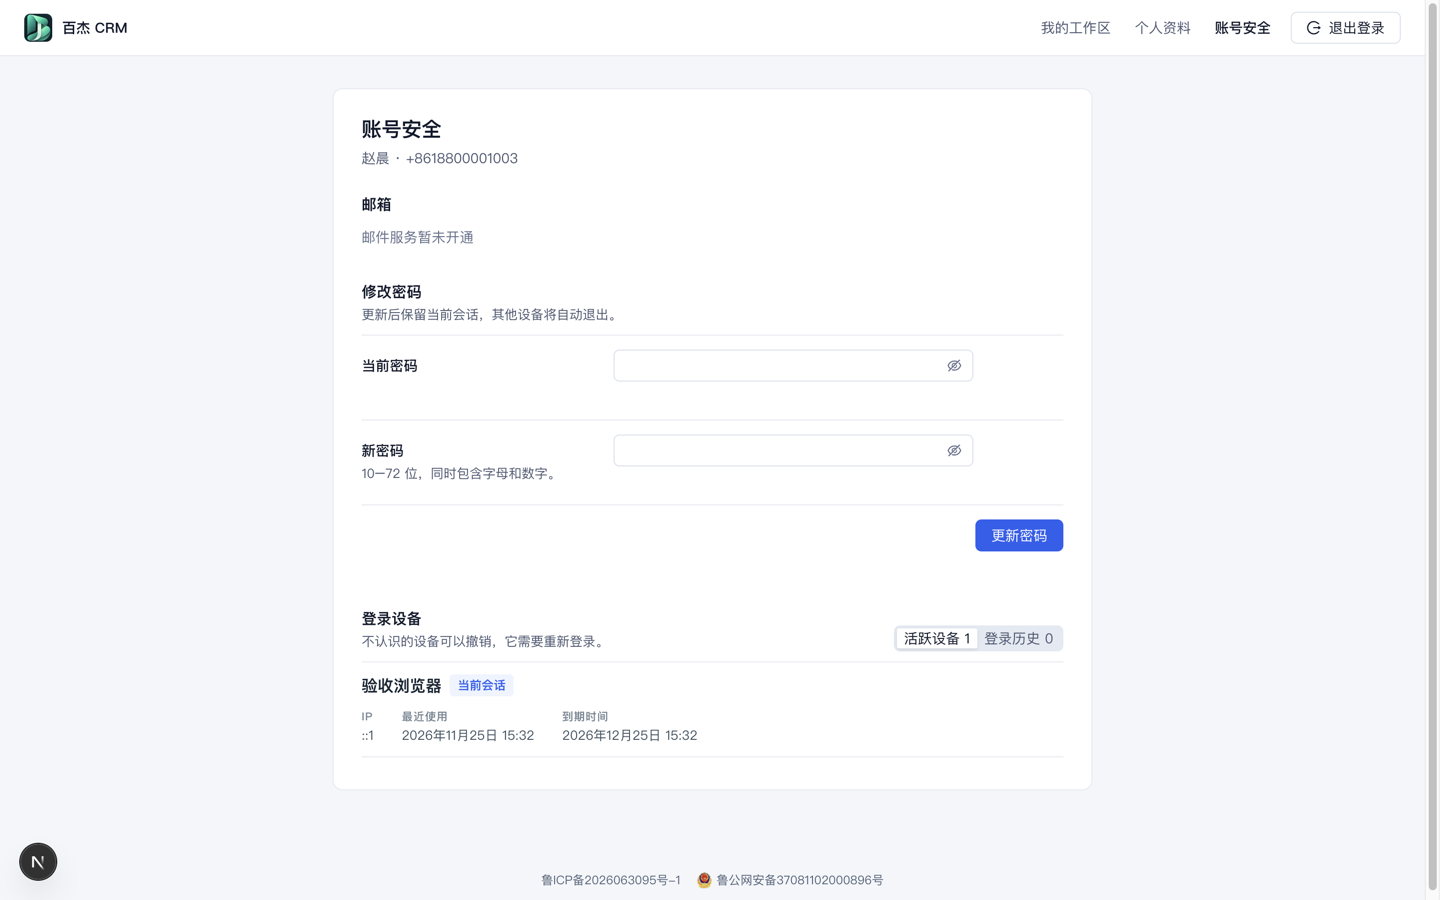 百杰 CRM
我的工作区 个人资料 账号安全 退出登录
账号安全
赵晨 · +8618800001003
邮箱
邮件服务暂未开通
修改密码
更新后保留当前会话，其他设备将自动退出。
当前密码
新密码
10—72 位，同时包含字母和数字。
更新密码
登录设备
不认识的设备可以撤销，它需要重新登录。
活跃设备 1 登录历史 0
验收浏览器 当前会话
IP 最近使用 到期时间
::1 2026年11月25日 15:32 2026年12月25日 15:32
N
鲁ICP备2026063095号-1 鲁公网安备37081102000896号